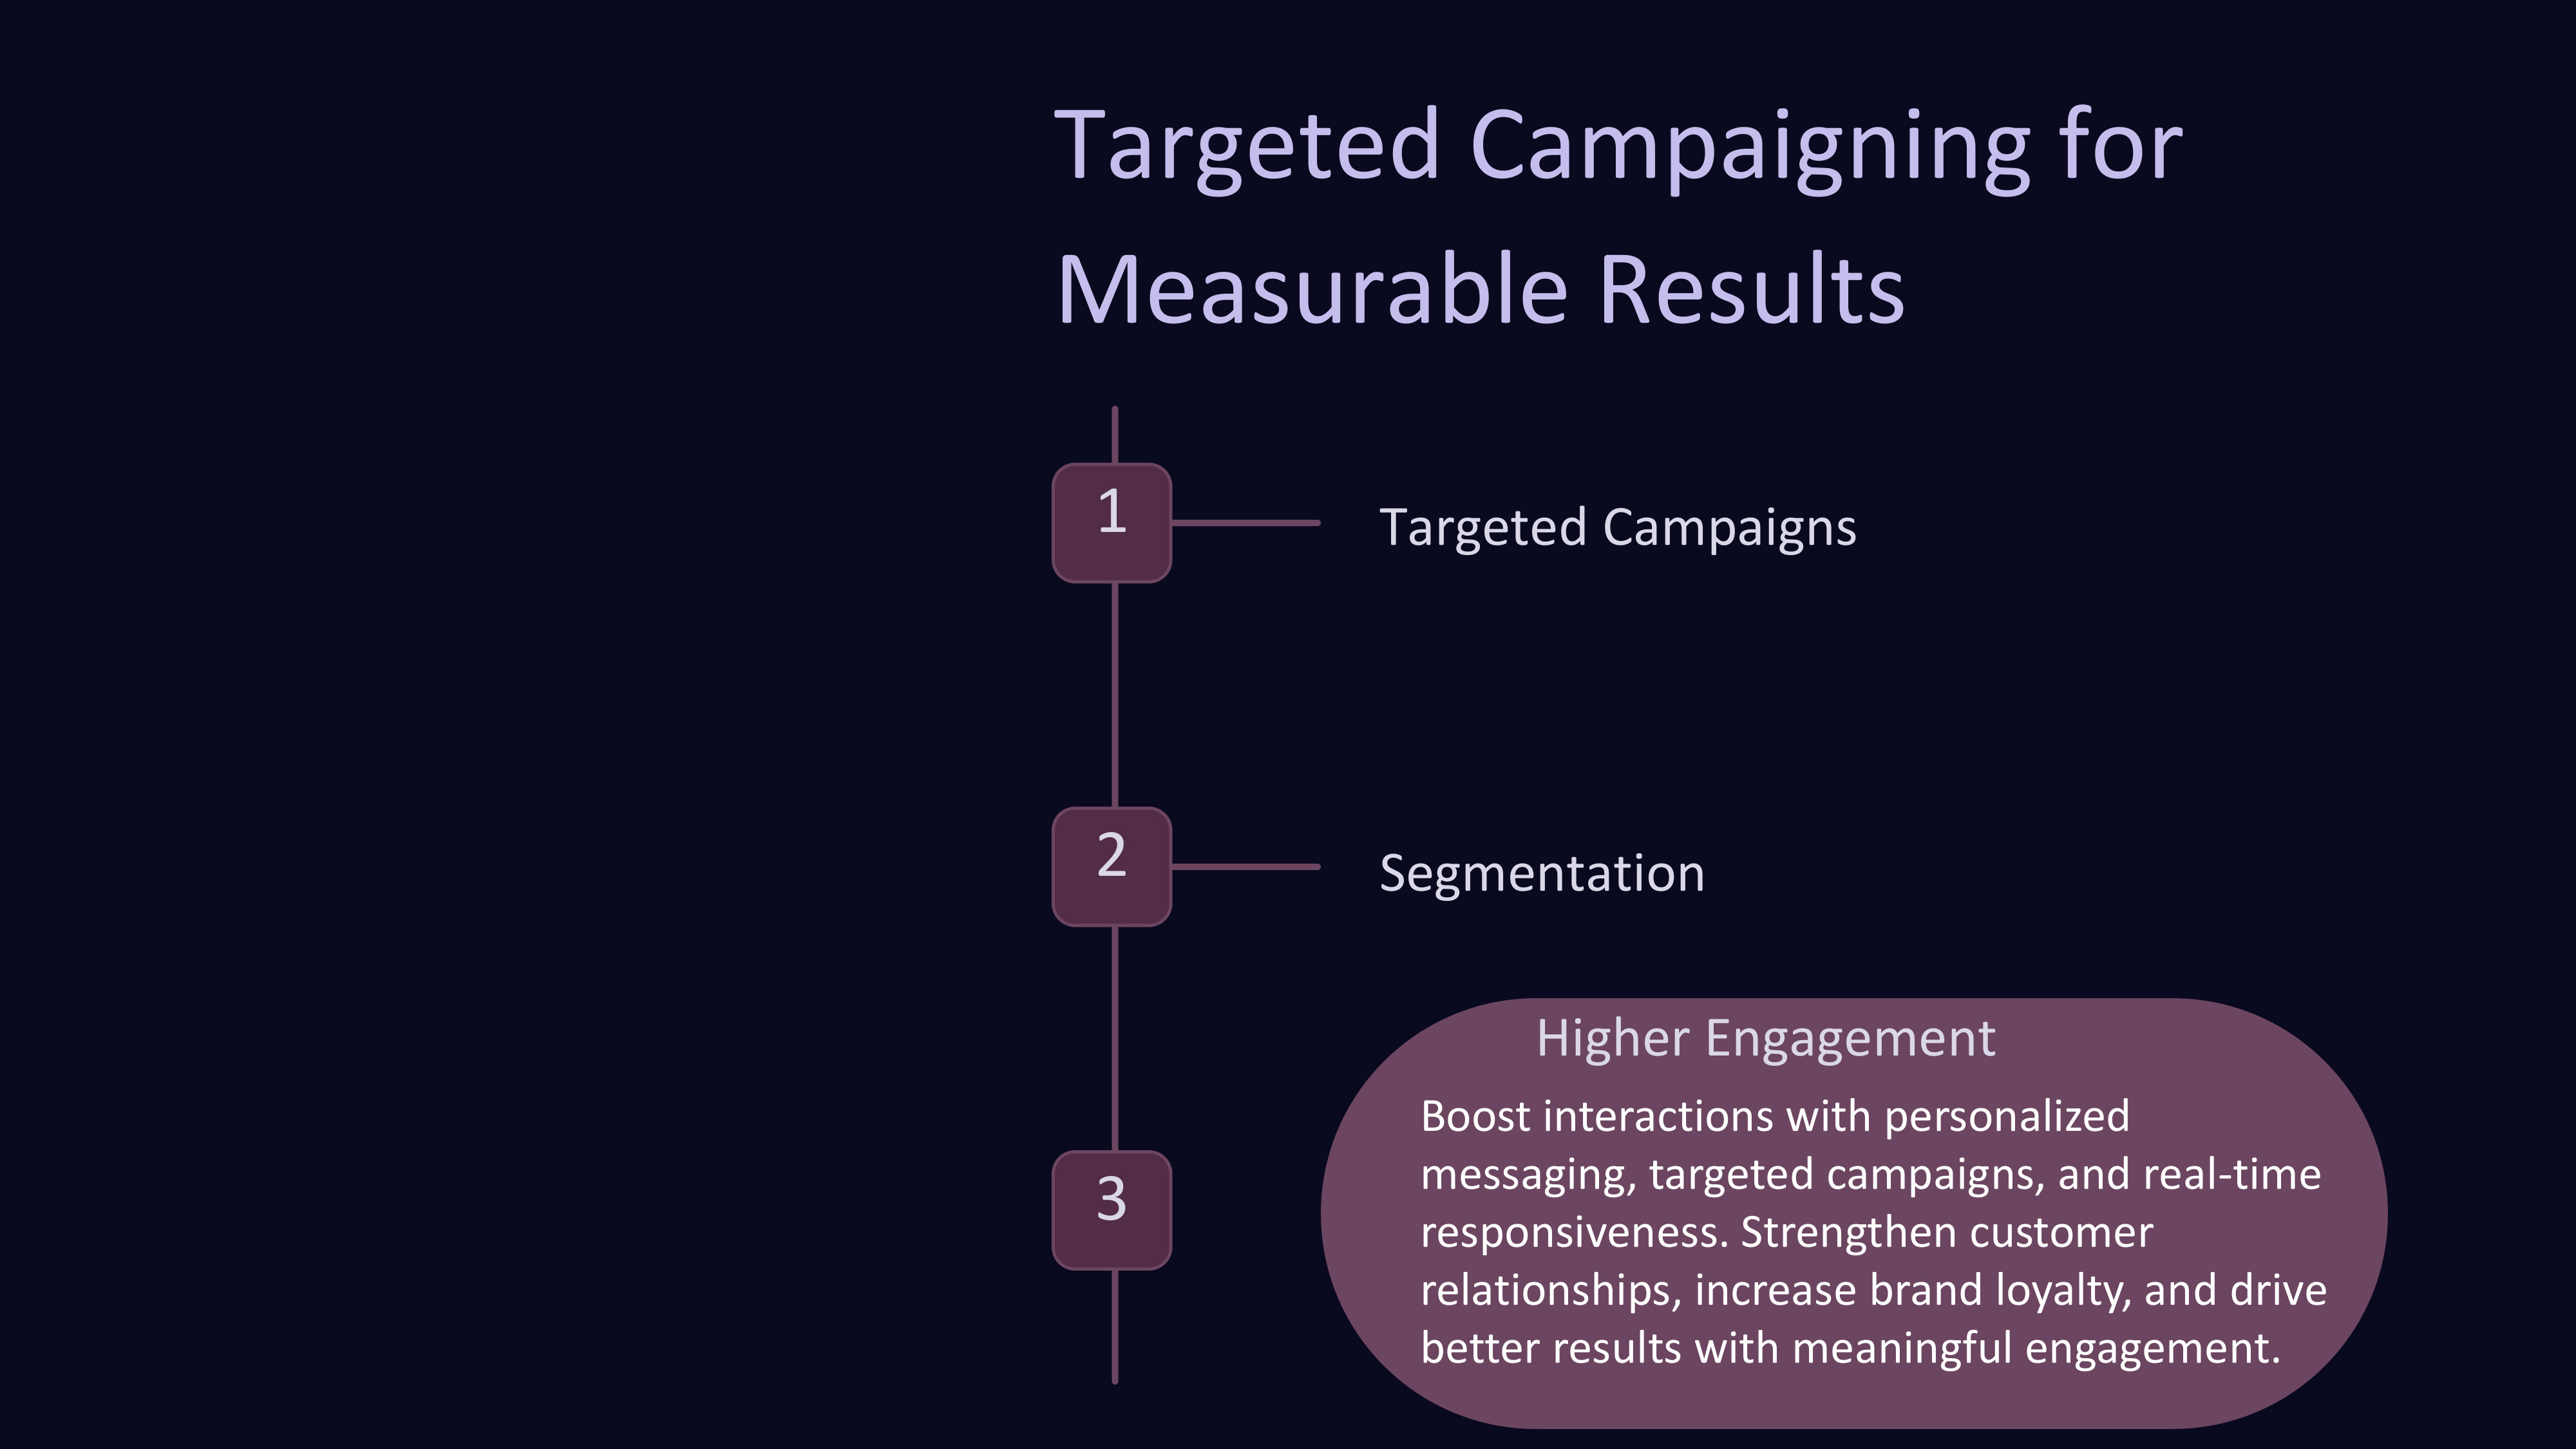 Targeted Campaigning for
Measurable Results
1
Targeted Campaigns
2
Segmentation
3
Higher Engagement
Boost interactions with personalized
messaging, targeted campaigns, and real-time
responsiveness. Strengthen customer
relationships, increase brand loyalty, and drive
better results with meaningful engagement.